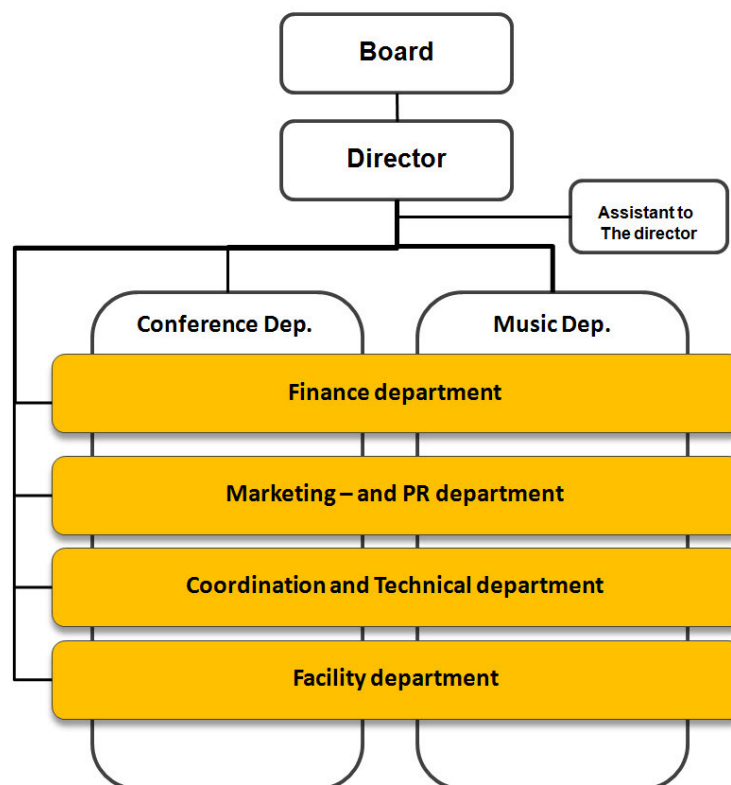 Board
Director
Assistant to
The director
Conference Dep.
Music Dep.
Finance department
Marketing – and PR department
Coordination and Technical department
Facility department